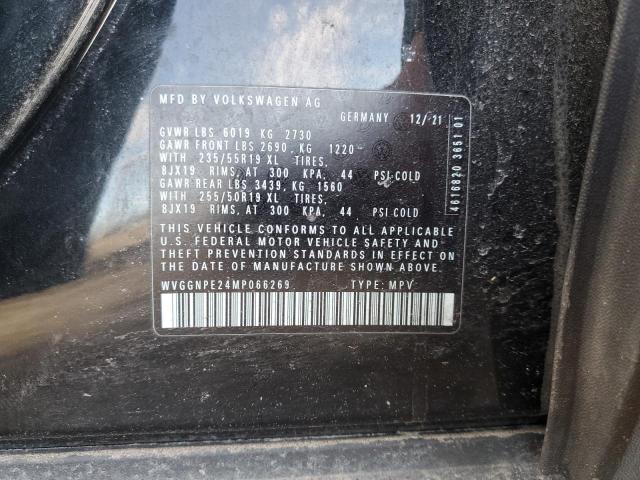 MFD BY VOLKSWAGEN AG
GERMANY 12/21
GVWR LBS 6019 KG 2730
GAWR FRONT LBS 2690, KG 1220
WITH 235/55R19 XL TIRES,
8JX19 RIMS, AT 300 KPA, 44 PSI COLD
GAWR REAR LBS 3439, KG 1560
WITH 255/50R19 XL TIRES,
8JX19 RIMS, AT 300 KPA, 44 PSI COLD
THIS VEHICLE CONFORMS TO ALL APPLICABLE
U.S. FEDERAL MOTOR VEHICLE SAFETY AND
THEFT PREVENTION STANDARDS IN EFFECT ON
THE DATE OF MANUFACTURE SHOWN ABOVE.
WVGGNPE24MP066269 TYPE: MPV
4616820 3651 01